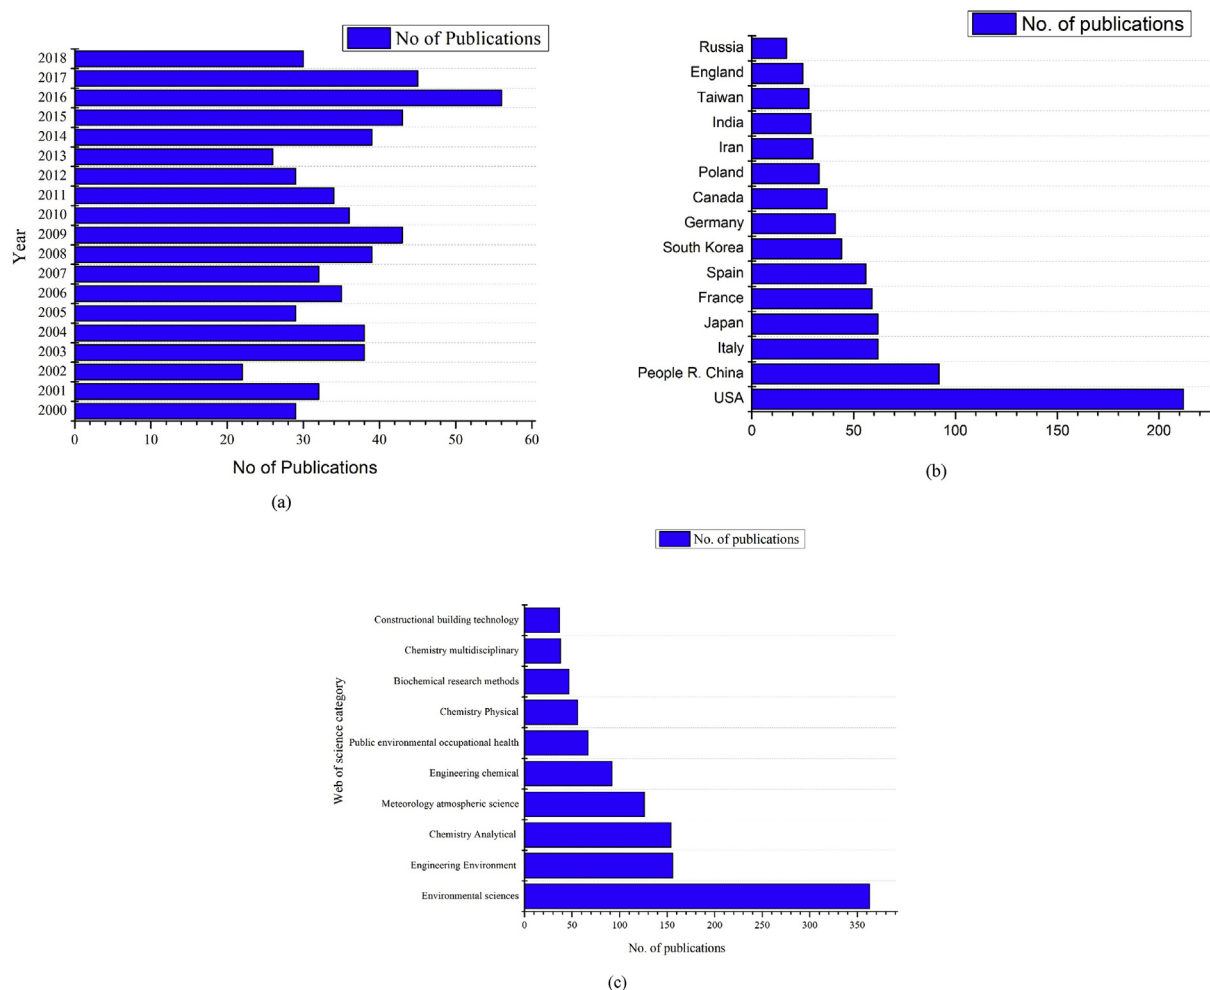 No of Publications
2018
2017
2016
2015
2014
2013
2012
2011
2010
2009
2008
2007
2006
2005
2004
2003
2002
2001
2000
Year
0 10 20 30 40 50 60
No of Publications
(a)
No. of publications
Russia
England
Taiwan
India
Iran
Poland
Canada
Germany
South Korea
Spain
France
Japan
Italy
People R. China
USA
0 50 100 150 200
(b)
No. of publications
Constructional building technology
Chemistry multidisciplinary
Biochemical research methods
Chemistry Physical
Public environmental occupational health
Engineering chemical
Meteorology atmospheric science
Chemistry Analytical
Engineering Environment
Environmental sciences
Web of science category
0 50 100 150 200 250 300 350
No. of publications
(c)